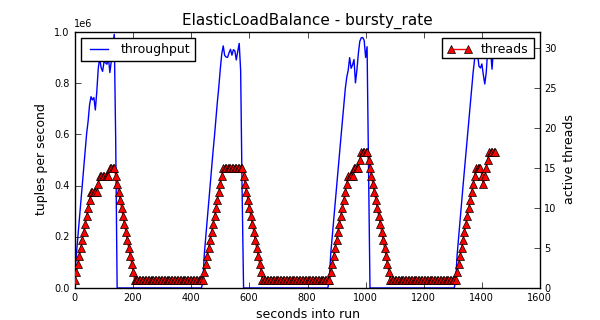 ElasticLoadBalance - bursty_rate
1e6
throughput
threads
1.0
0.8
0.6
0.4
0.2
0.0
tuples per second
30
25
20
15
10
5
0
active threads
0 200 400 600 800 1000 1200 1400 1600
seconds into run